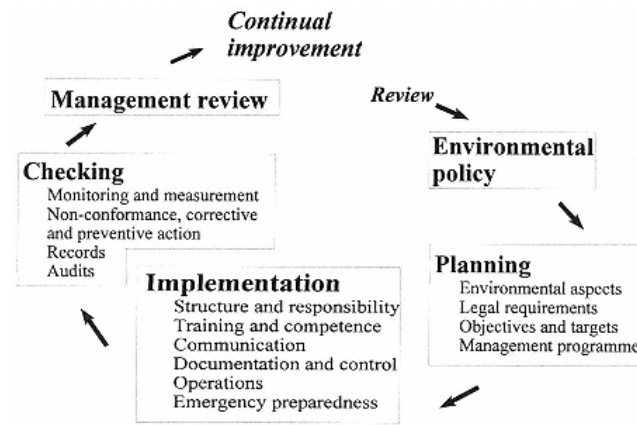 Continual
improvement
Management review
Review
Environmental
policy
Checking
Monitoring and measurement
Non-conformance, corrective
and preventive action
Records
Audits
Planning
Environmental aspects
Legal requirements
Objectives and targets
Management programme
Implementation
Structure and responsibility
Training and competence
Communication
Documentation and control
Operations
Emergency preparedness